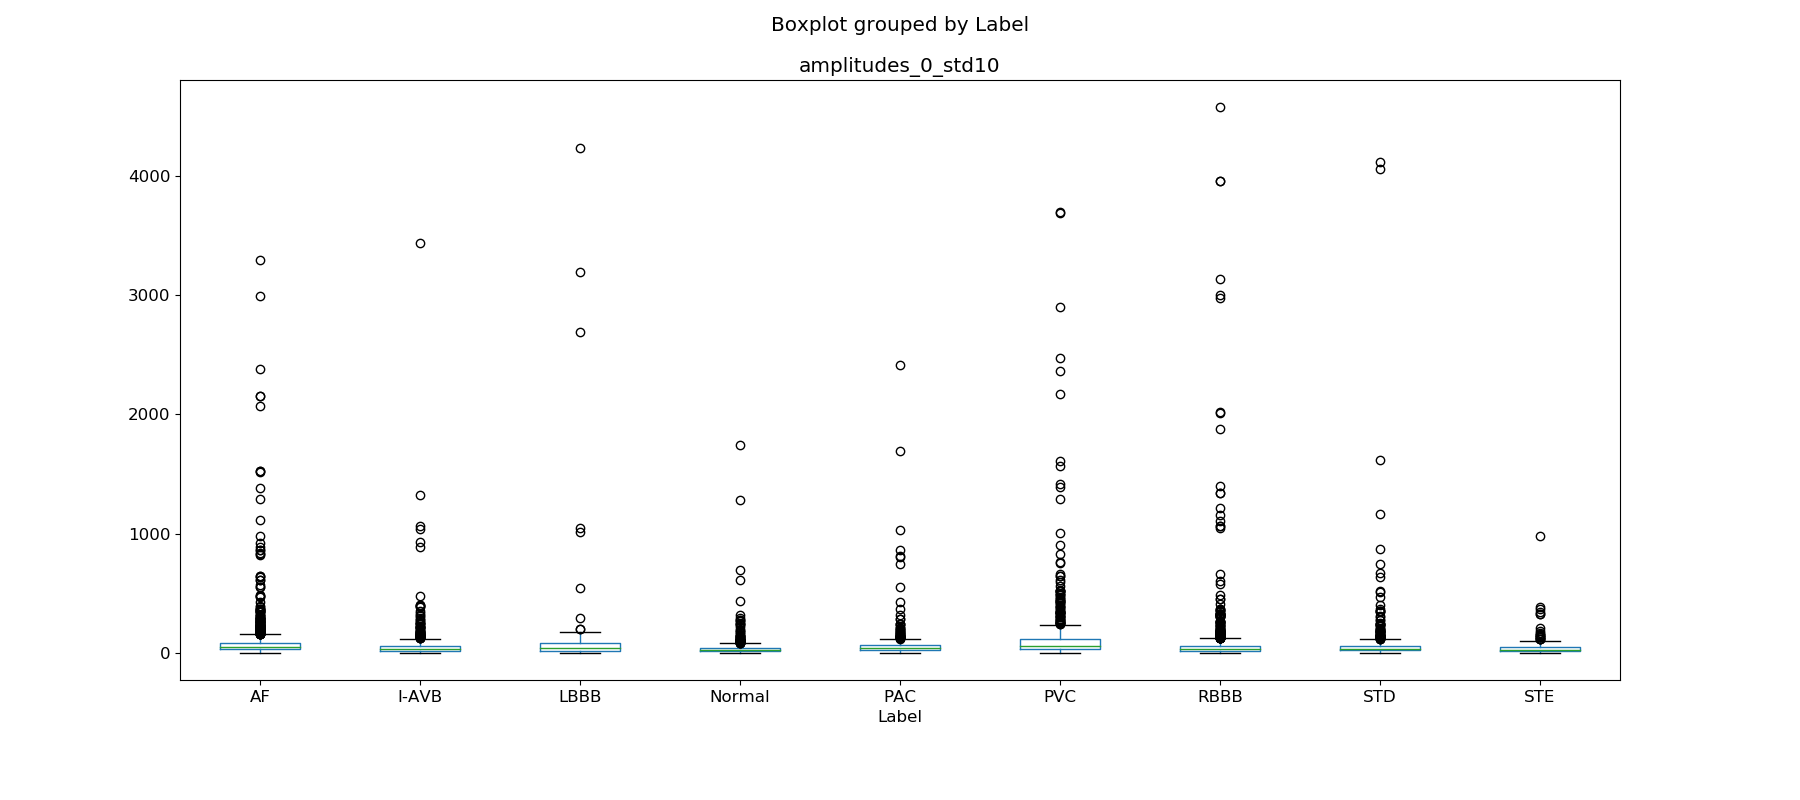 Boxplot grouped by Label
amplitudes_0_std10
4000
3000
2000
1000
0
AF I-AVB LBBB Normal PAC PVC RBBB STD STE
Label